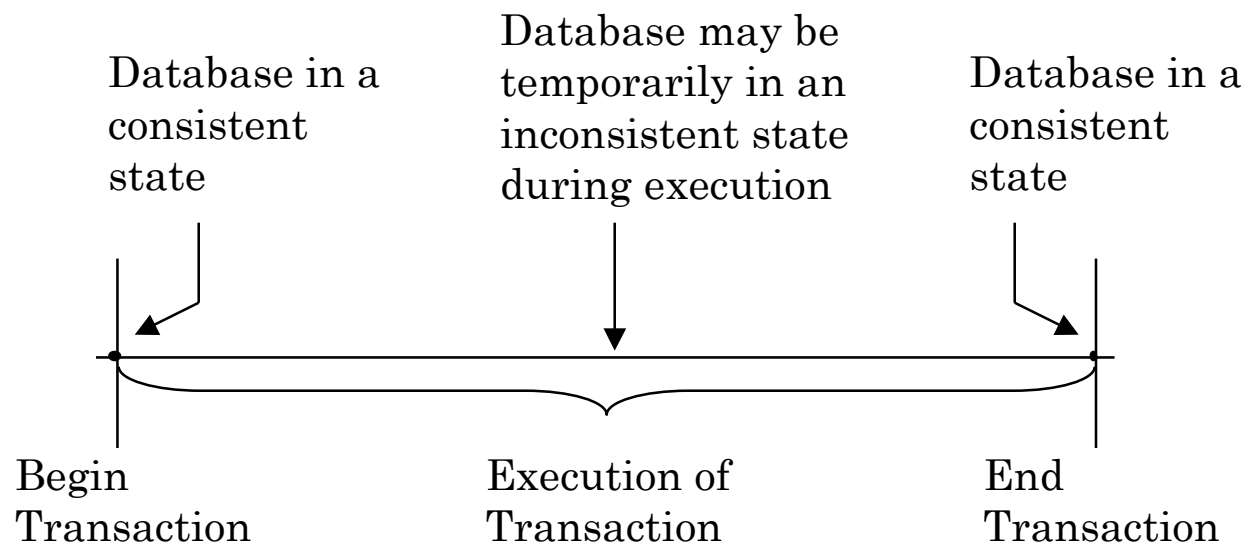 Database in a
consistent
state
Database may be
temporarily in an
inconsistent state
during execution
Database in a
consistent
state
Begin
Transaction
Execution of
Transaction
End
Transaction